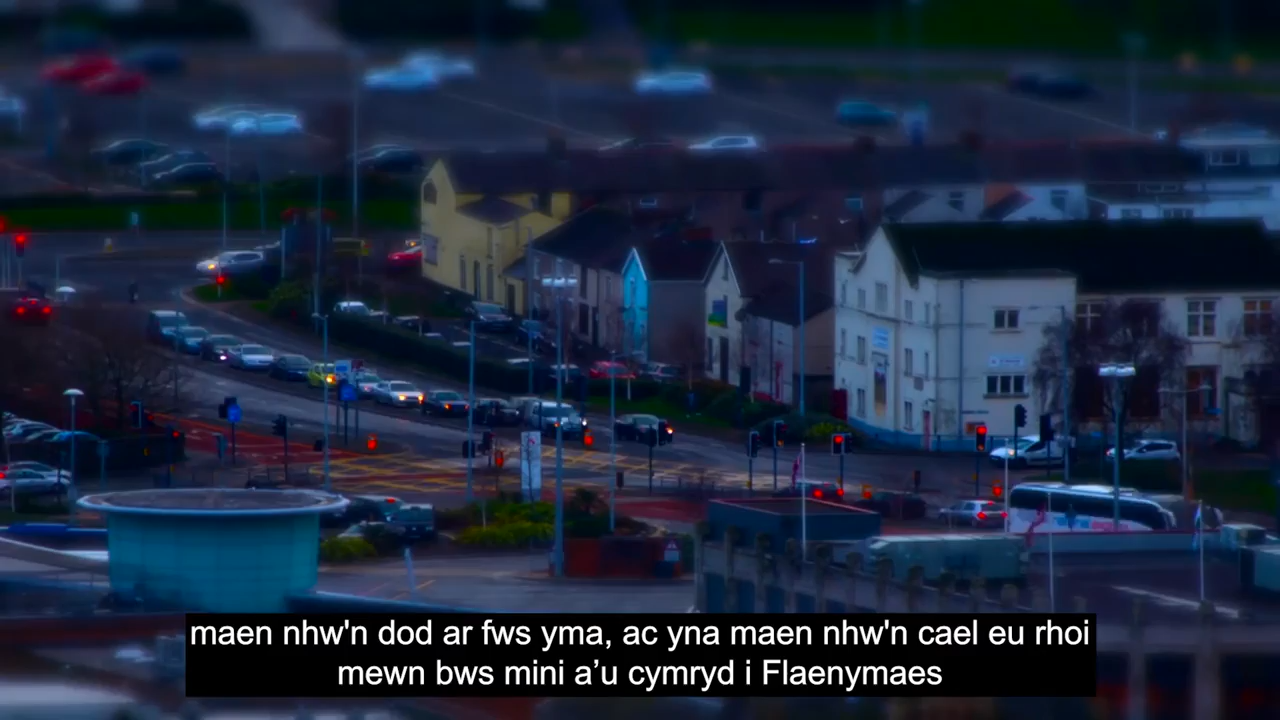 maen nhw'n dod ar fws yma, ac yna maen nhw'n cael eu rhoi
mewn bws mini a’u cymryd i Flaenymaes